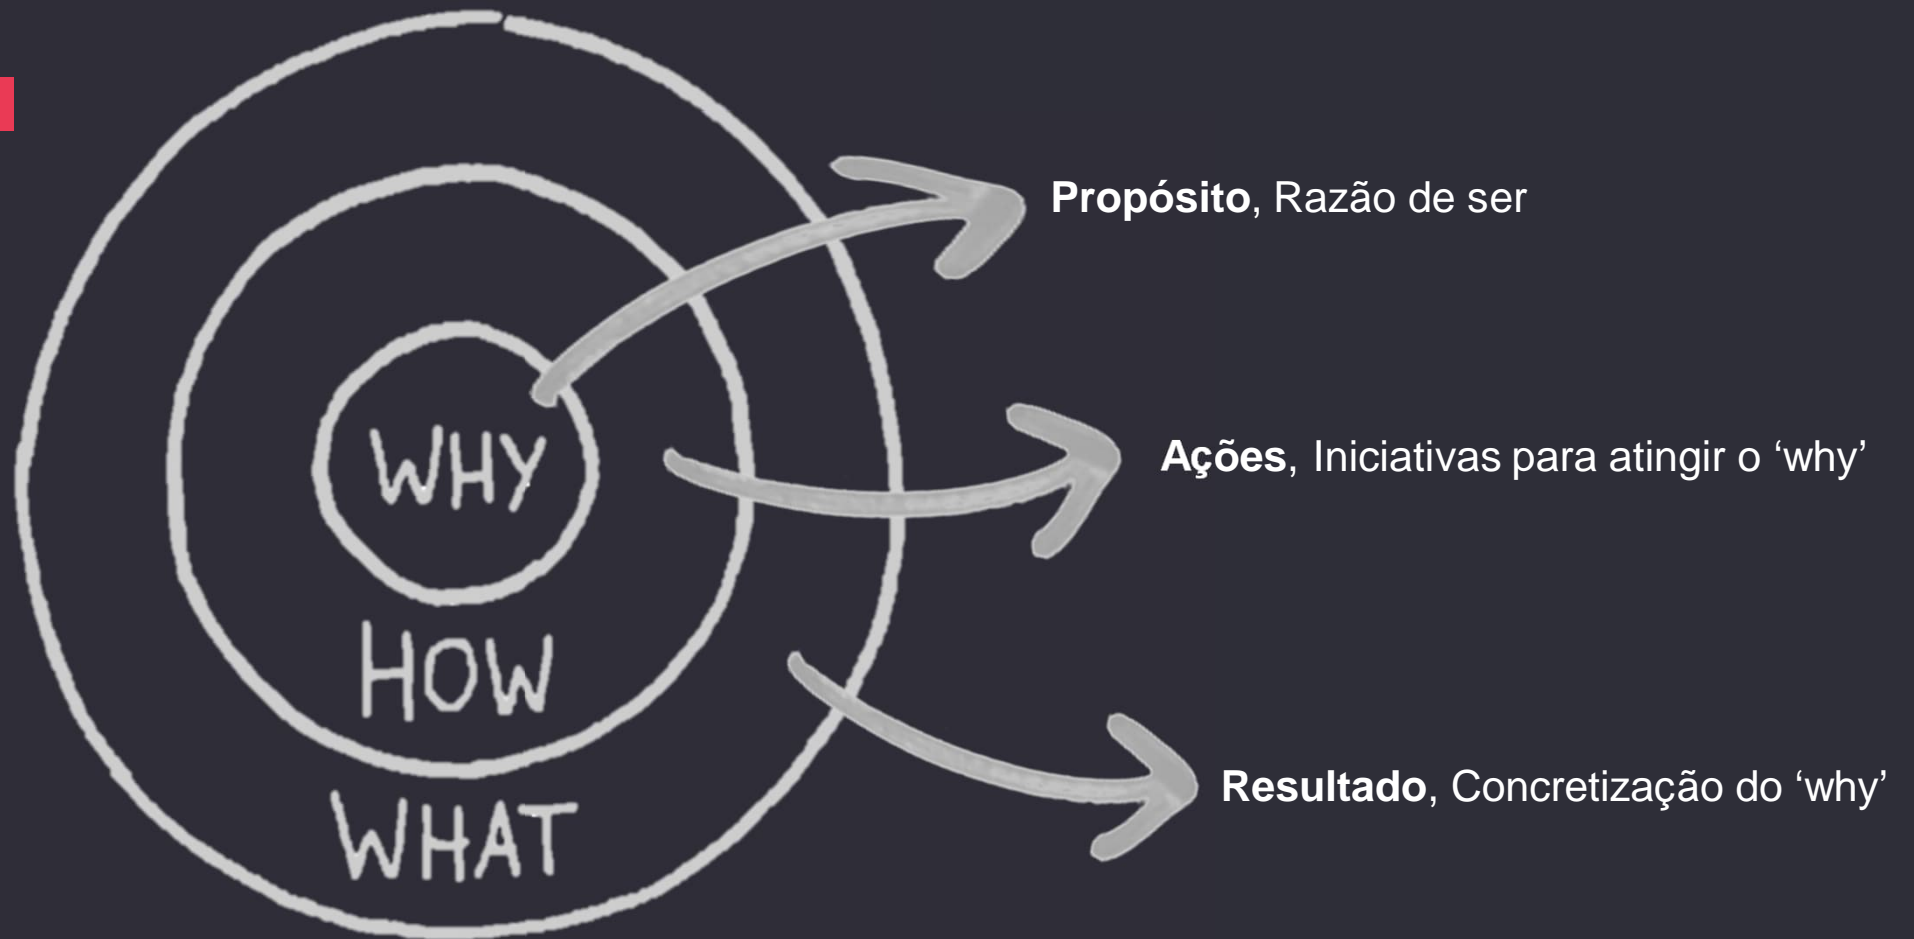 Propósito, Razão de ser
WHY
Ações, Iniciativas para atingir o ‘why’
HOW
Resultado, Concretização do ‘why’
WHAT